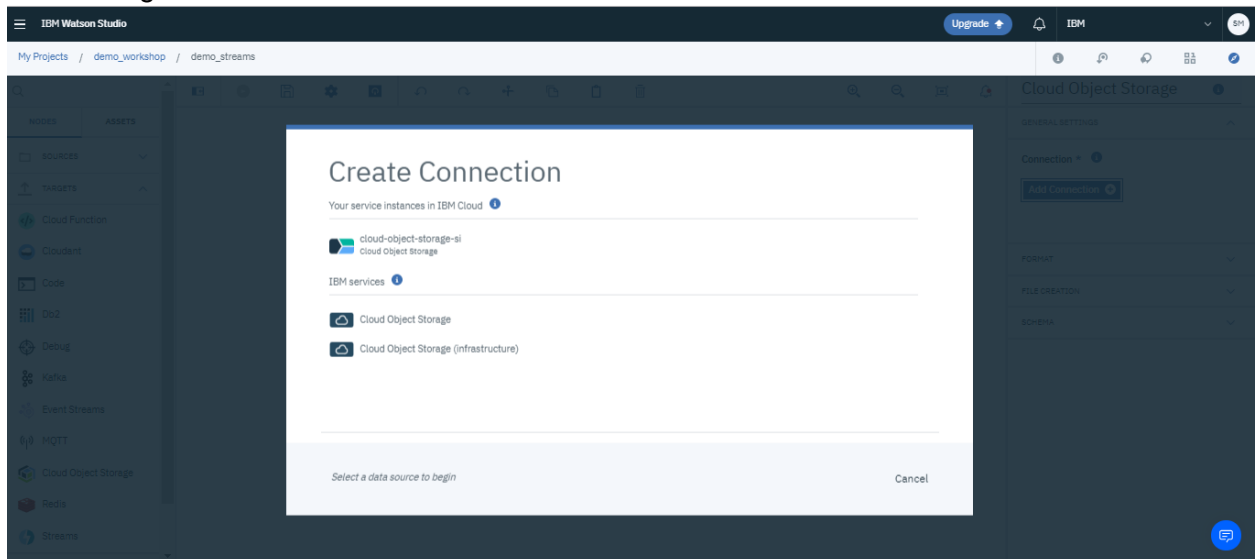 IBM Watson Studio
Upgrade
IBM
SM
My Projects / demo_workshop / demo_streams
NODES ASSETS
SOURCES
TARGETS
Cloud Function
Cloudant
Code
Db2
Debug
Kafka
Event Streams
MQTT
Cloud Object Storage
Redis
Streams
Create Connection
Your service instances in IBM Cloud
cloud-object-storage-si
Cloud Object Storage
IBM services
Cloud Object Storage
Cloud Object Storage (infrastructure)
Select a data source to begin
Cancel
Cloud Object Storage
GENERAL SETTINGS
Connection *
Add Connection
FORMAT
FILE CREATION
SCHEMA